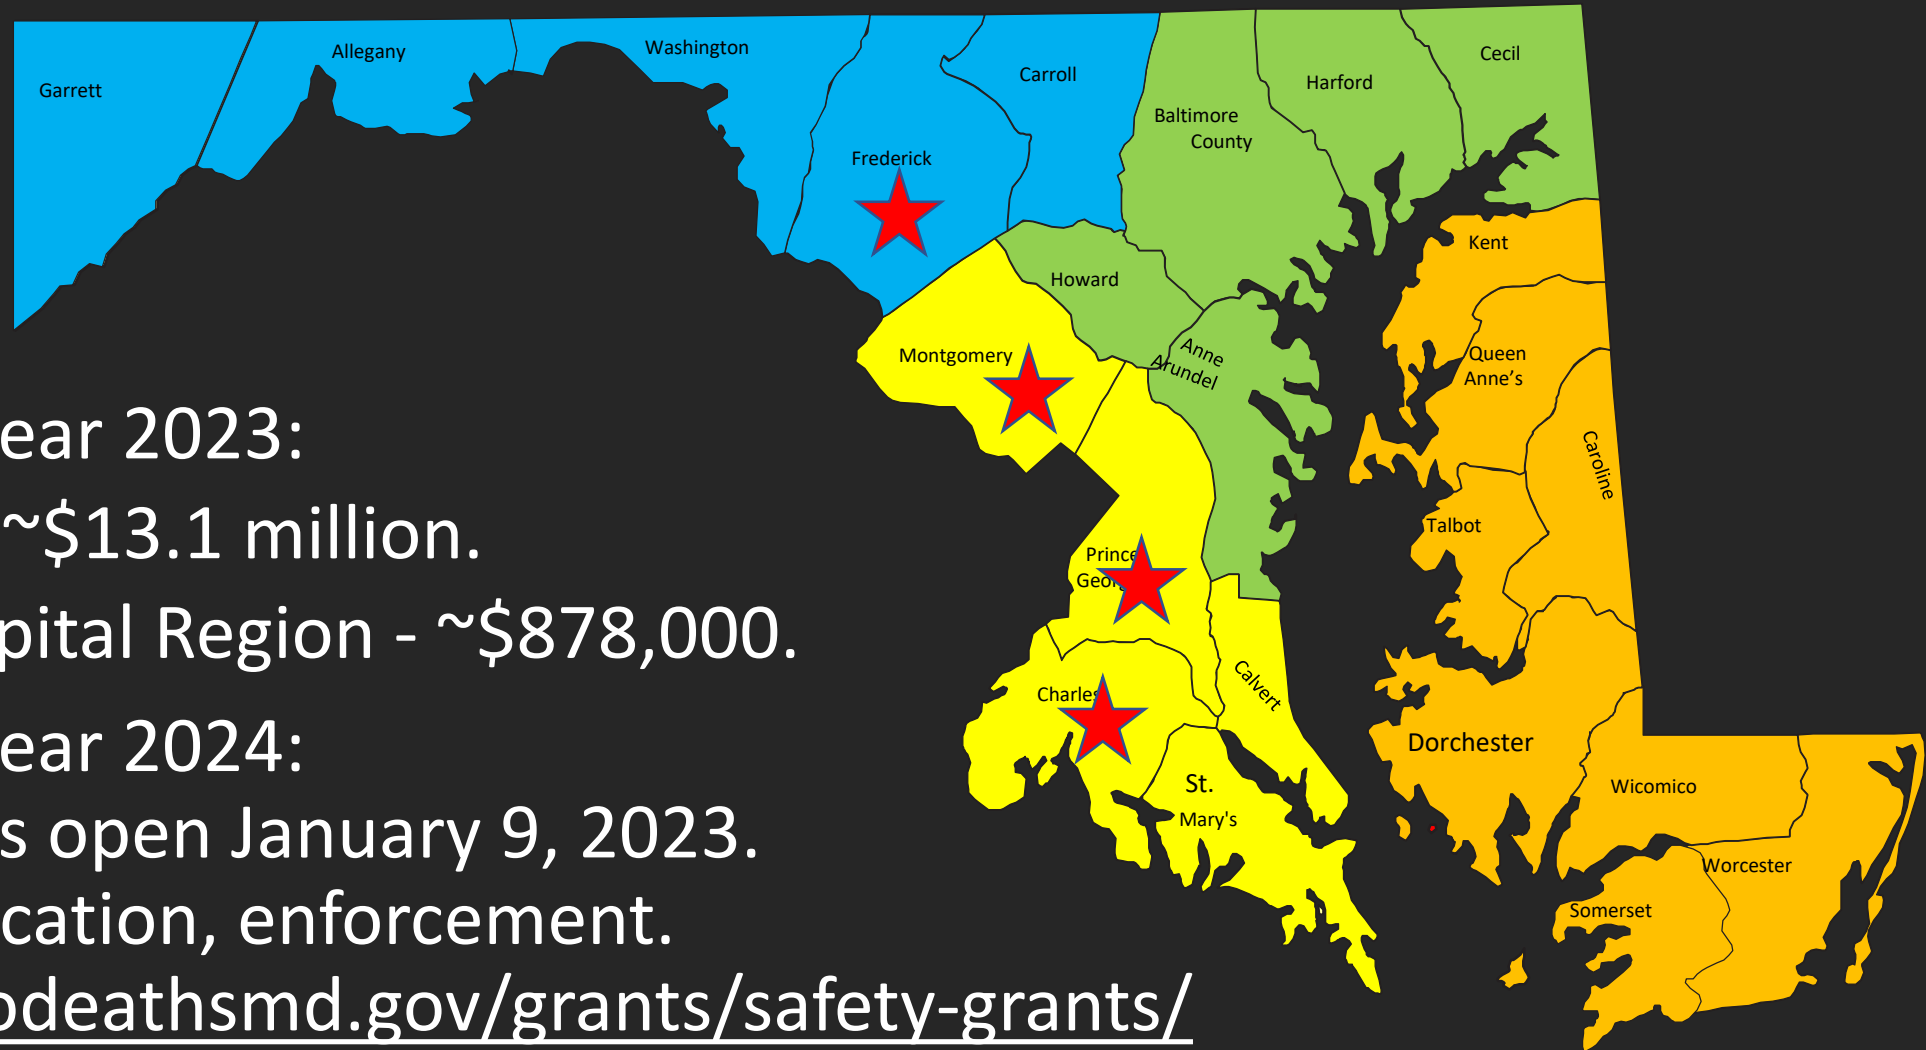 Garrett
Allegany
Washington
Frederick
Carroll
Baltimore
County
Harford
Cecil
Howard
Montgomery
Anne
Arundel
Kent
Queen
Anne's
Caroline
Talbot
Prince
Geor
Charles
Calvert
St.
Mary's
Dorchester
Wicomico
Worcester
Somerset
ear 2023:
~$13.1 million.
pital Region - ~$878,000.
ear 2024:
s open January 9, 2023.
cation, enforcement.
odeathsmd.gov/grants/safety-grants/